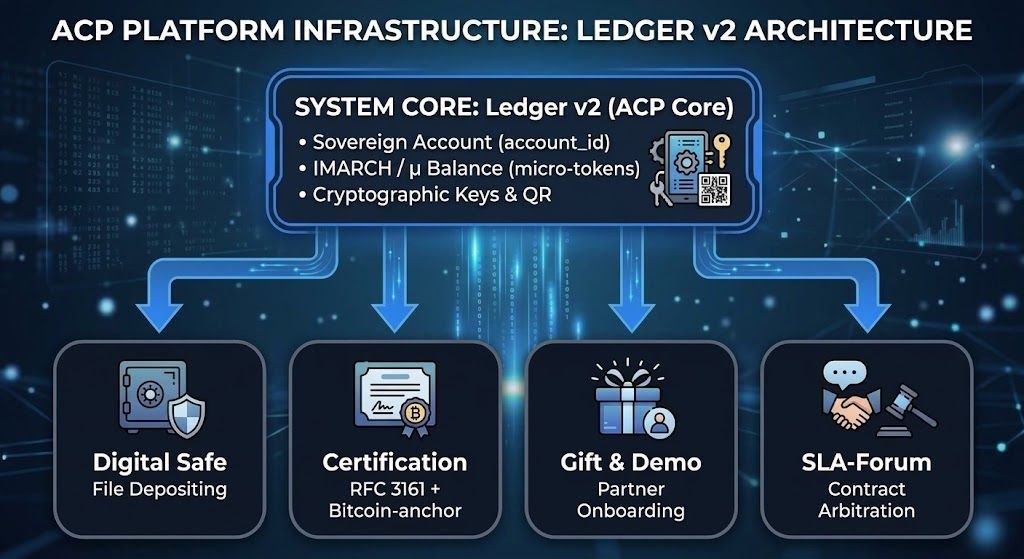 ACP PLATFORM INFRASTRUCTURE: LEDGER v2 ARCHITECTURE
SYSTEM CORE: Ledger v2 (ACP Core)
• Sovereign Account (account_id)
• IMARCH / µ Balance (micro-tokens)
• Cryptographic Keys & QR
Digital Safe
File Depositing
Certification
RFC 3161 +
Bitcoin-anchor
Gift & Demo
Partner
Onboarding
SLA-Forum
Contract
Arbitration